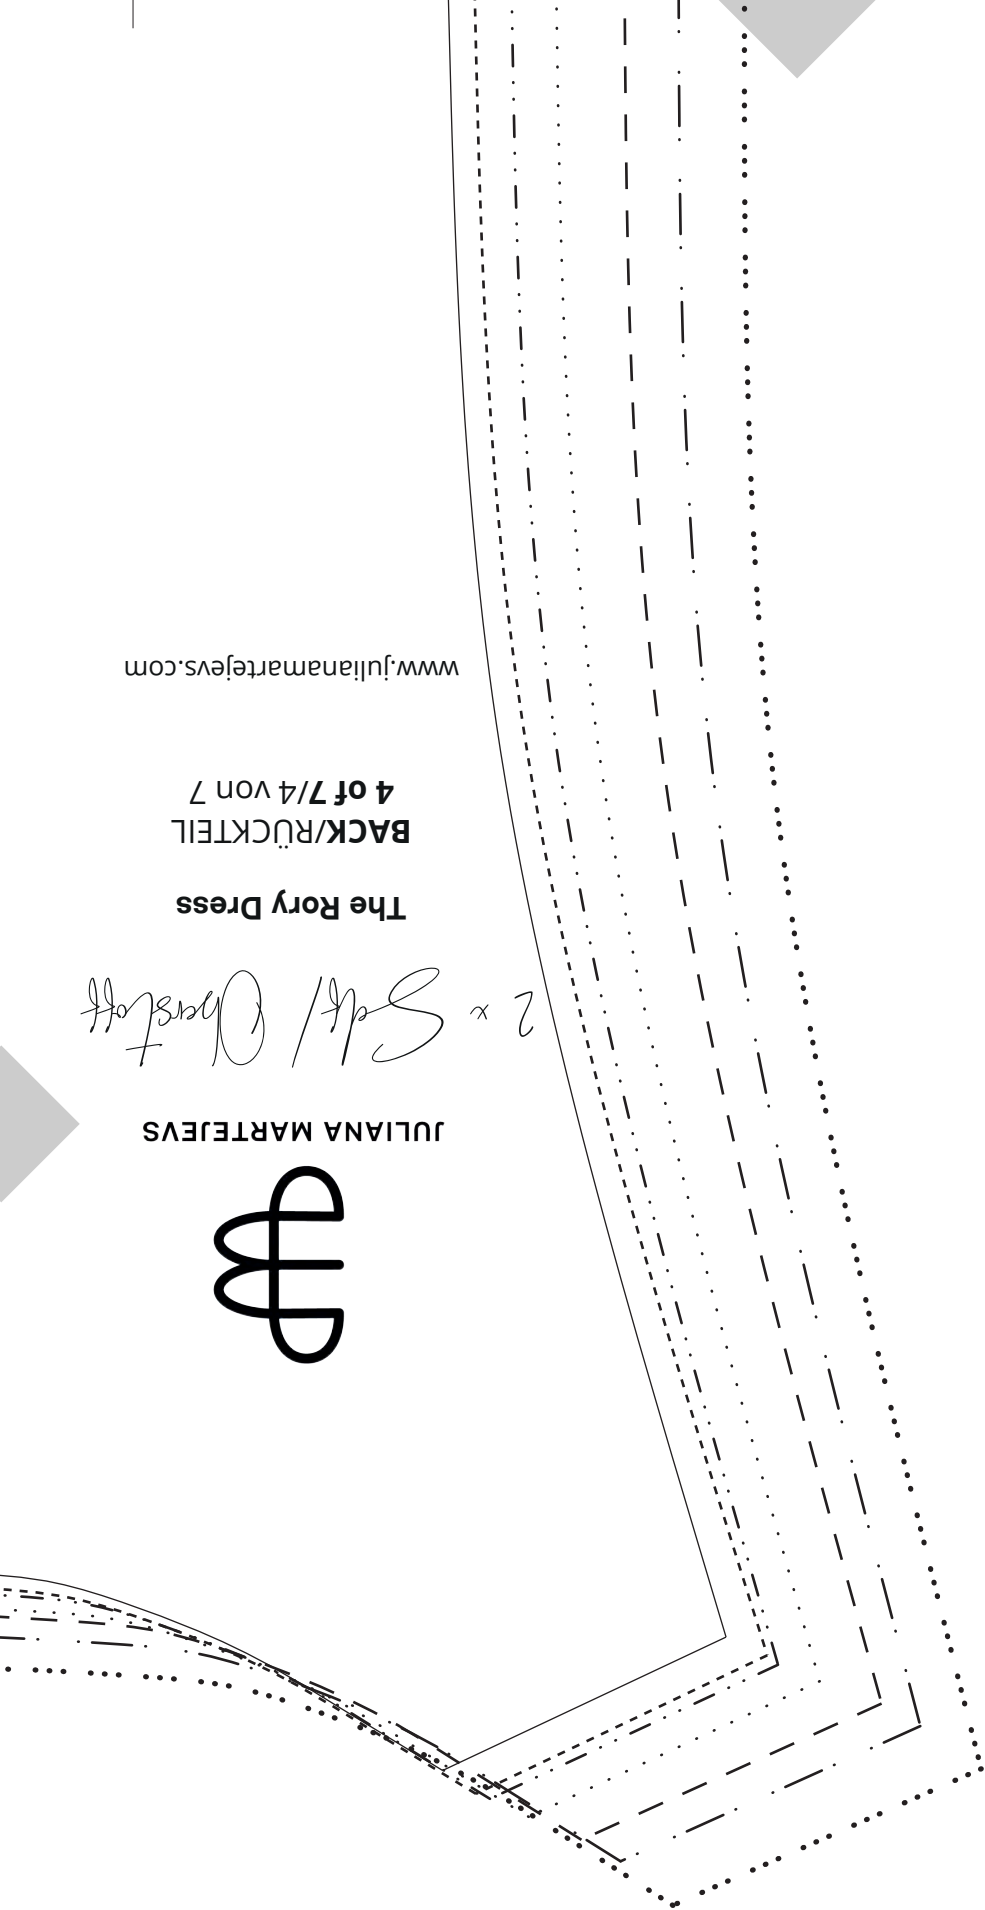 JULIANA MARTEJEVS
2 x Self/ Oberstoff
The Rory Dress
BACK/RÜCKTEIL
4 of 7/4 von 7
www.julianamartejevs.com